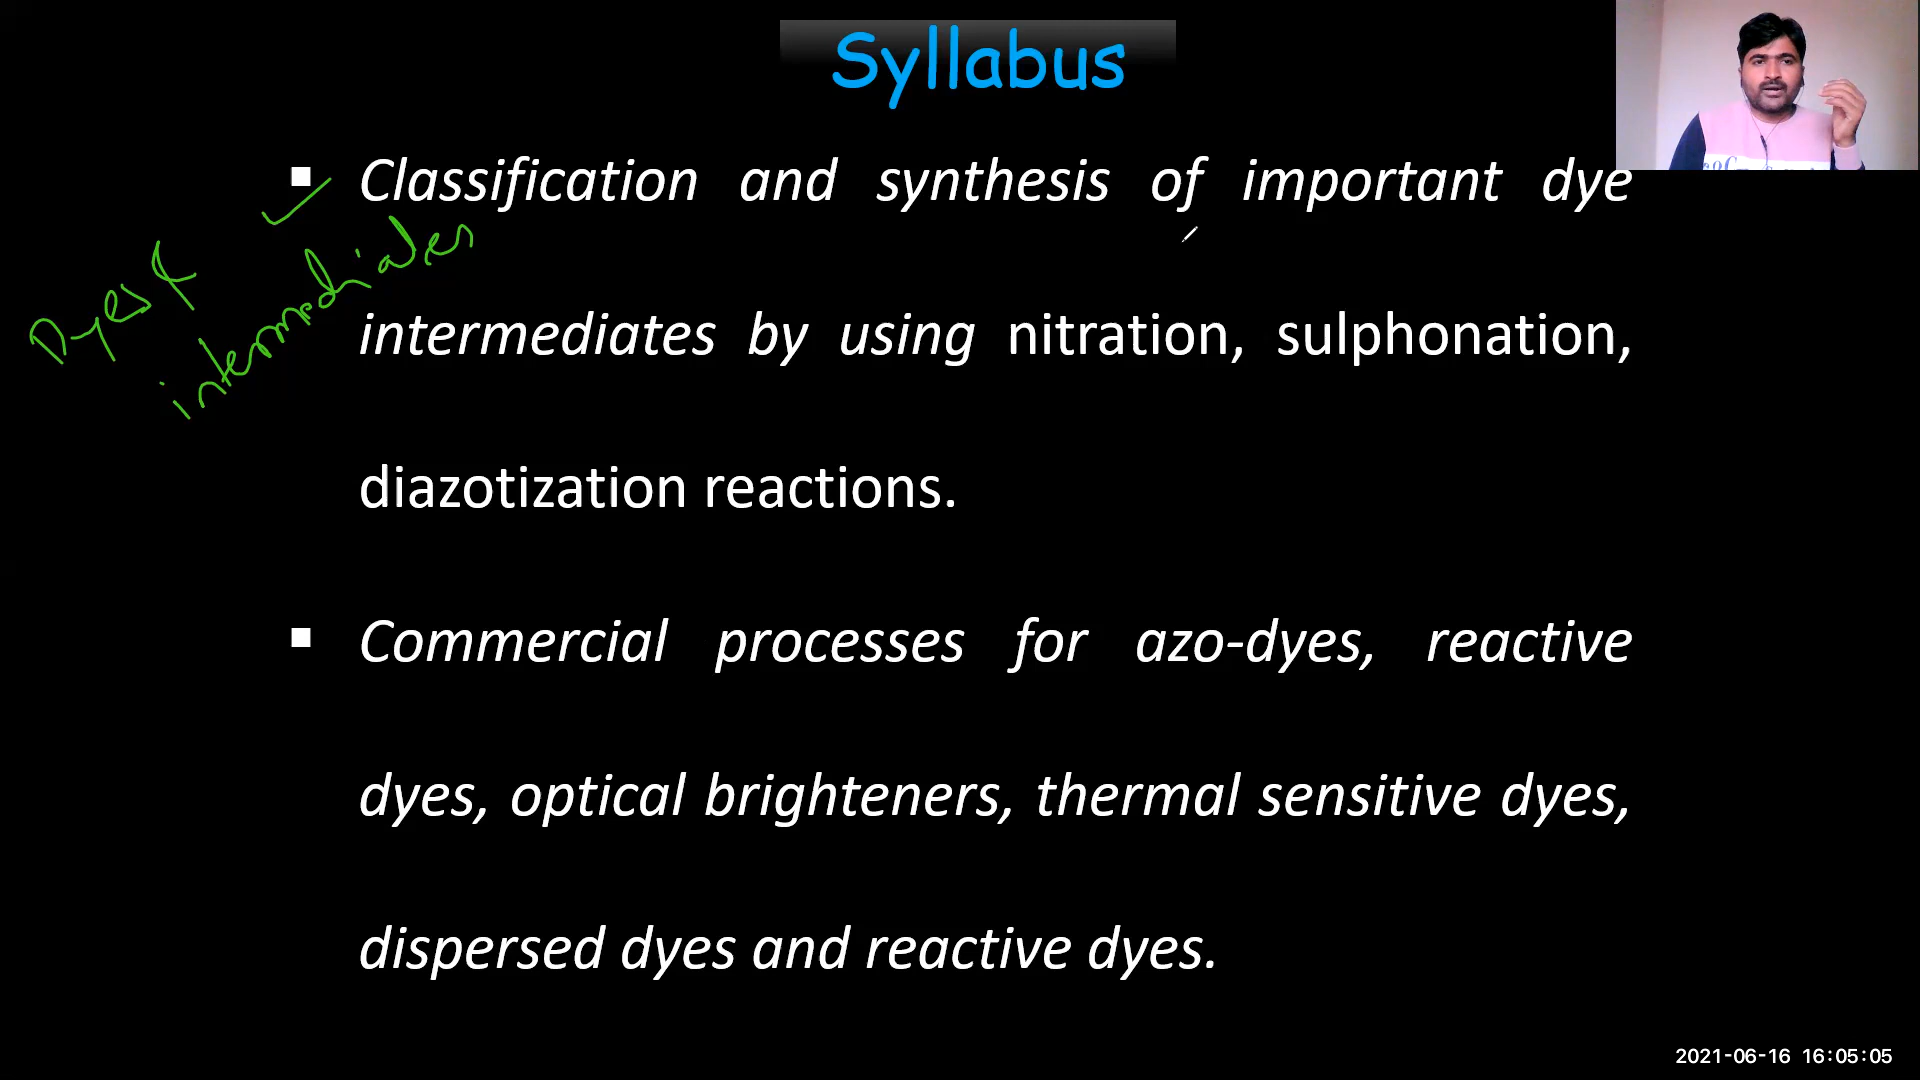 Syllabus
▪ Classification and synthesis of important dye
intermediates by using nitration, sulphonation,
diazotization reactions.
▪ Commercial processes for azo-dyes, reactive
dyes, optical brighteners, thermal sensitive dyes,
dispersed dyes and reactive dyes.
Dyes &
intermediates
2021-06-16 16:05:05